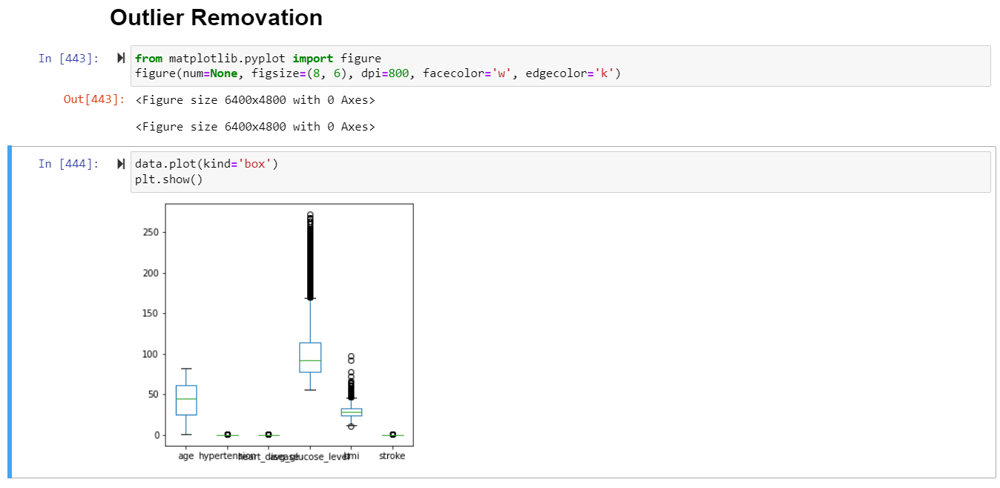 Outlier Removation
In [443]:
from matplotlib.pyplot import figure
figure(num=None, figsize=(8, 6), dpi=800, facecolor='w', edgecolor='k')
Out[443]:
<Figure size 6400x4800 with 0 Axes>
<Figure size 6400x4800 with 0 Axes>
In [444]:
data.plot(kind='box')
plt.show()
250
200
150
100
50
0
age hypertension heart_disease avg_glucose_level bmi stroke